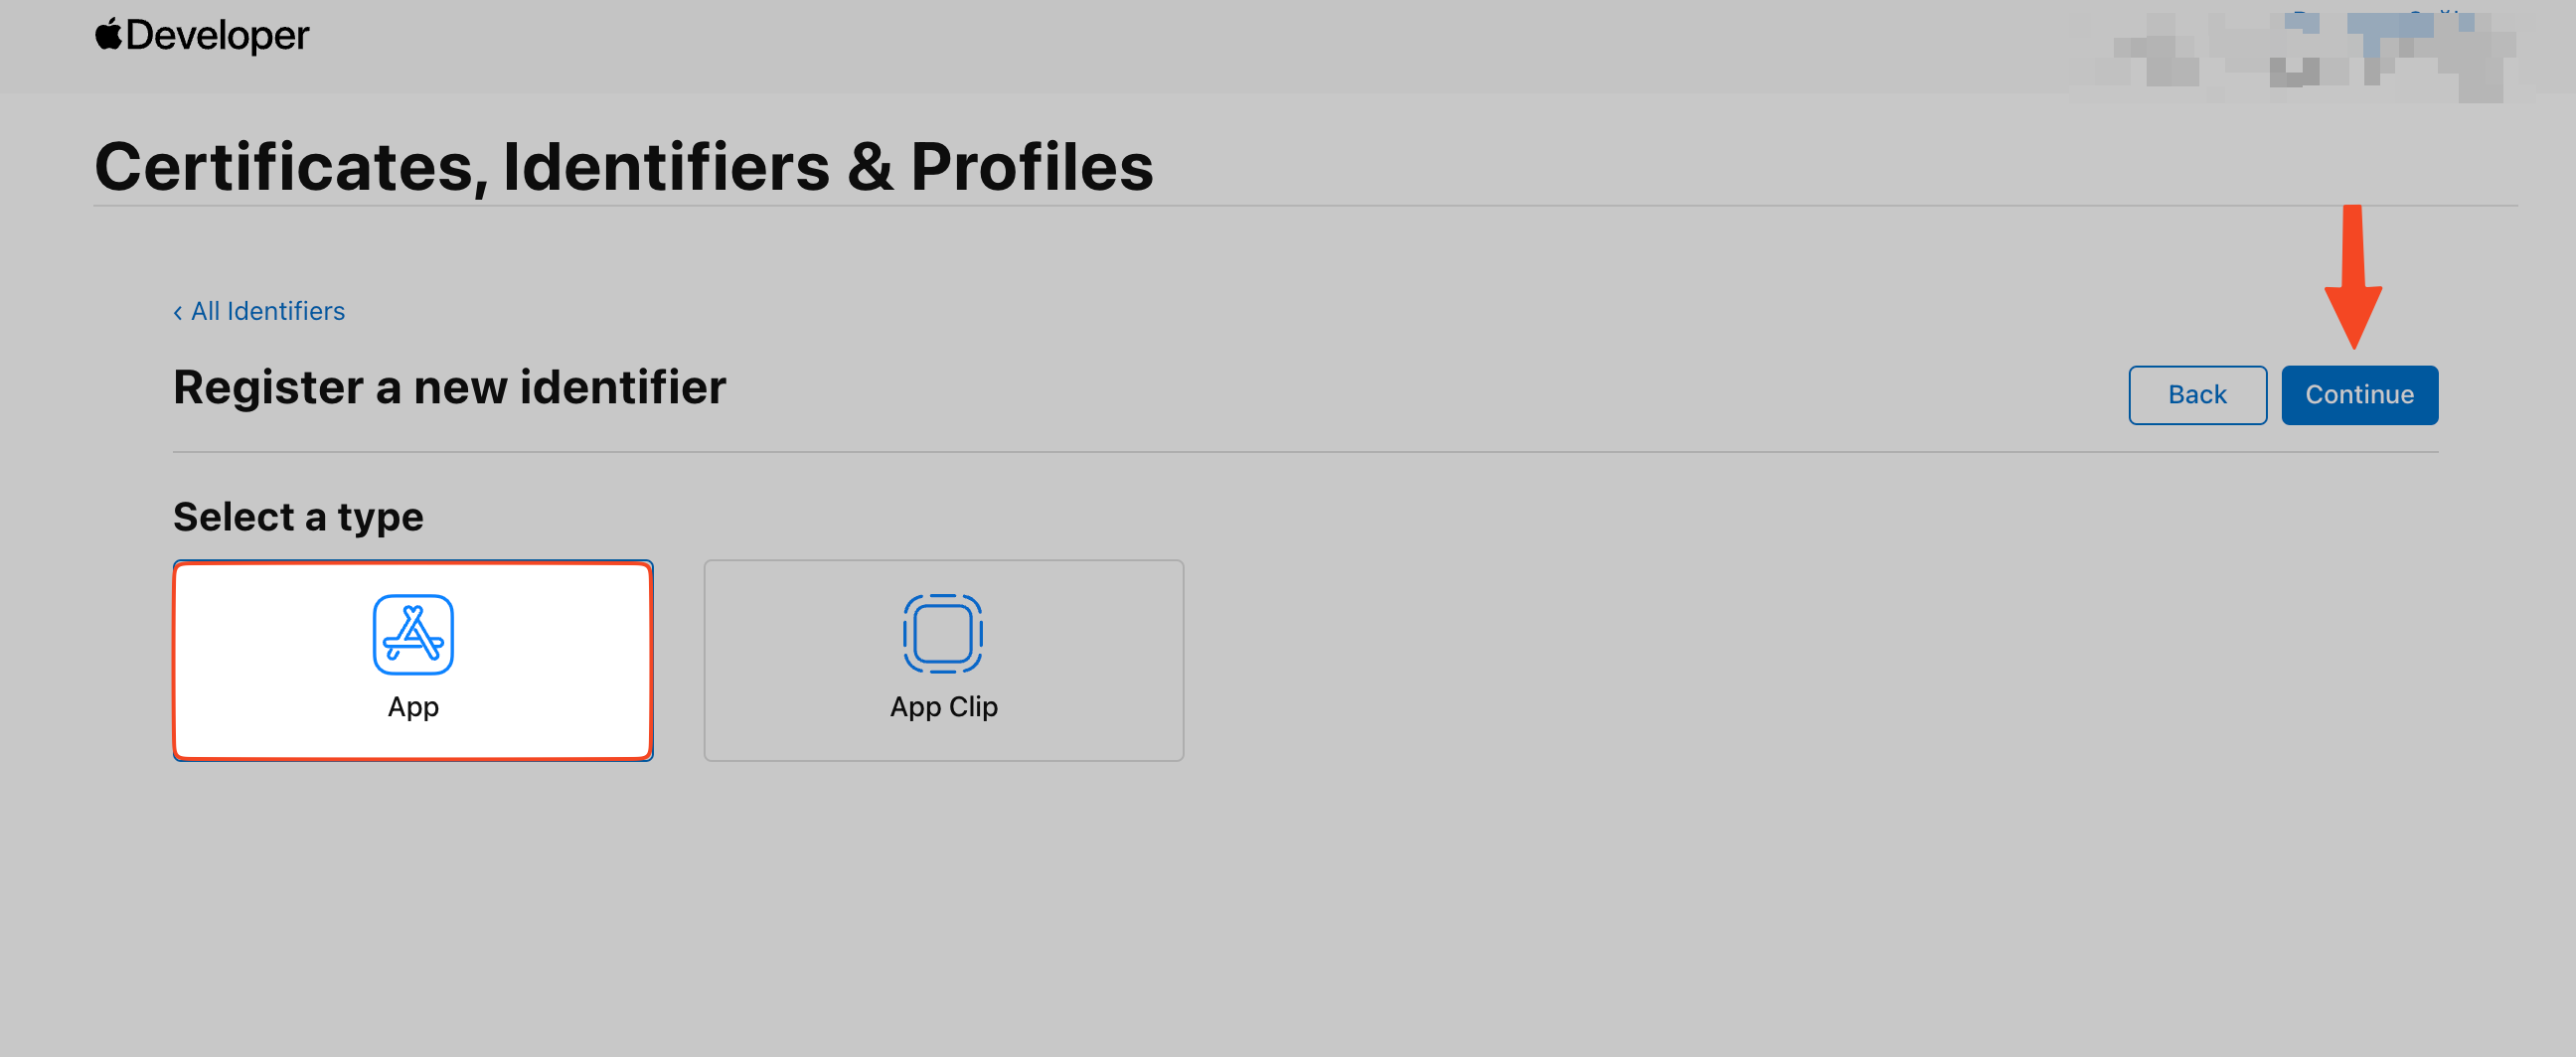 Developer
Certificates, Identifiers & Profiles
‹ All Identifiers
Register a new identifier
Back
Continue
Select a type
App
App Clip